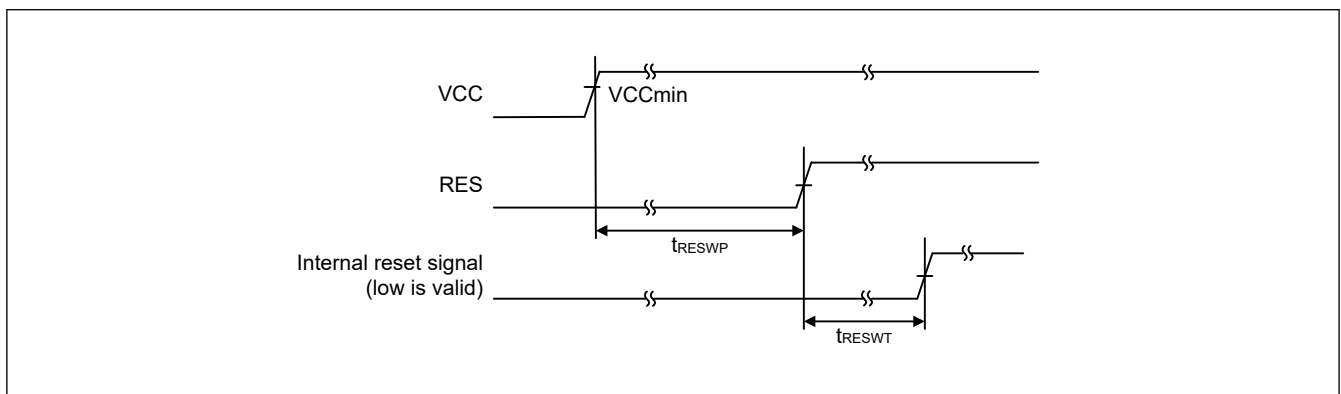 VCC
VCCmin
RES
tRESWP
Internal reset signal
(low is valid)
tRESWT